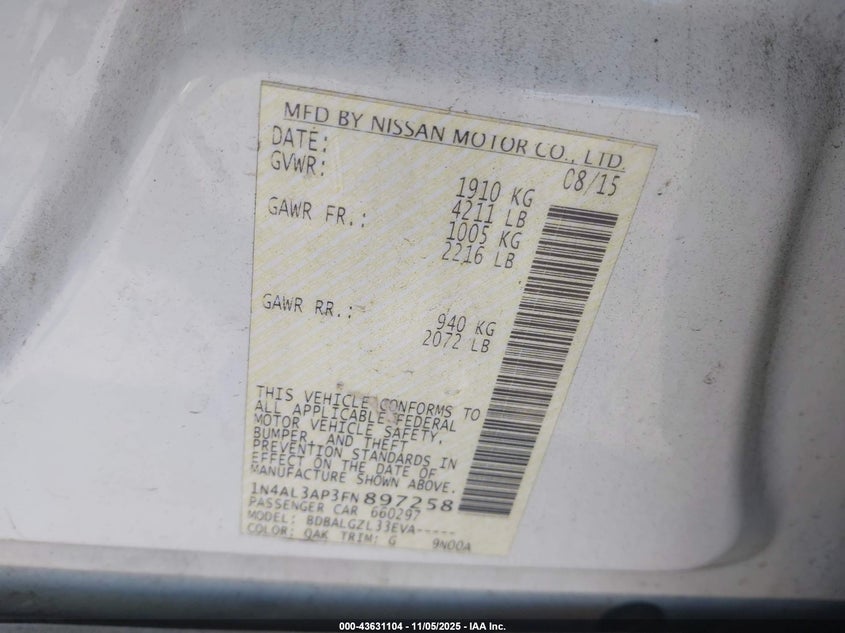 MFD BY NISSAN MOTOR CO., LTD.
DATE: 08/15
GVWR: 1910 KG
4211 LB
GAWR FR.: 1005 KG
2216 LB
GAWR RR.: 940 KG
2072 LB
THIS VEHICLE CONFORMS TO
ALL APPLICABLE FEDERAL
MOTOR VEHICLE SAFETY,
BUMPER, AND THEFT
PREVENTION STANDARDS IN
EFFECT ON THE DATE OF
MANUFACTURE SHOWN ABOVE.
1N4AL3AP3FN897258
PASSENGER CAR 660297
MODEL: BDBALGZL33EVA-----
COLOR: QAK TRIM: G 9N00A
000-43631104 - 11/05/2025 - IAA Inc.